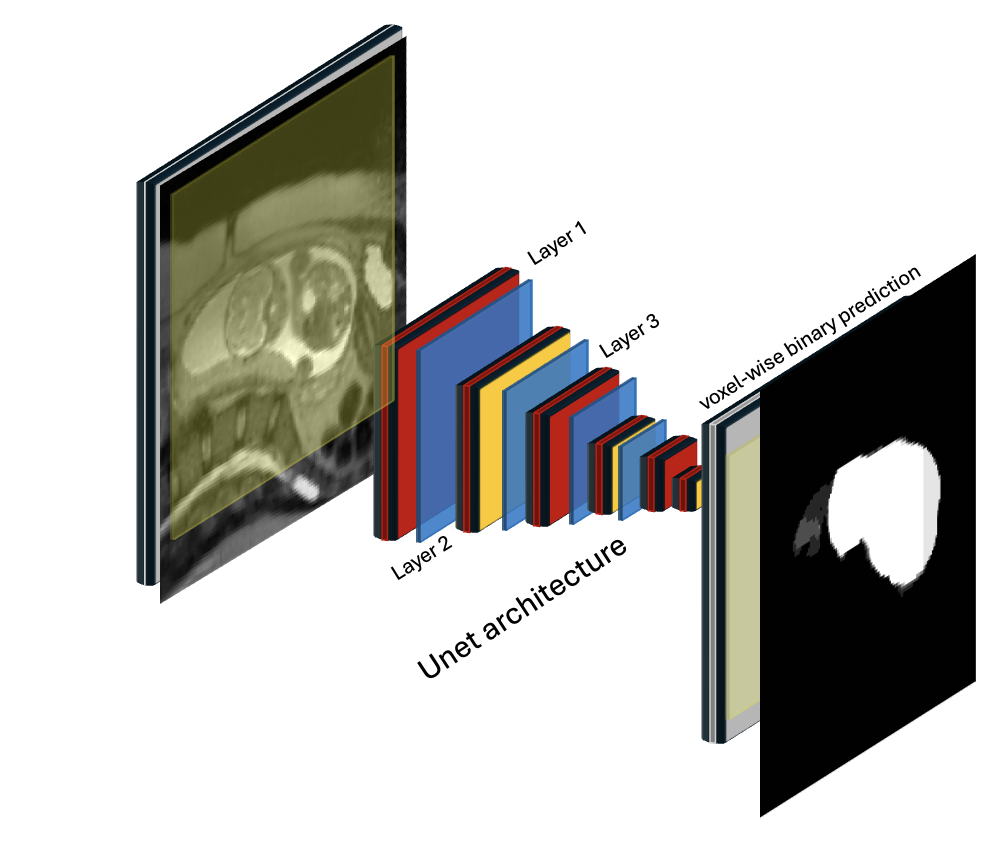 Layer 1
Layer 3
voxel-wise binary prediction
Layer 2
Unet architecture